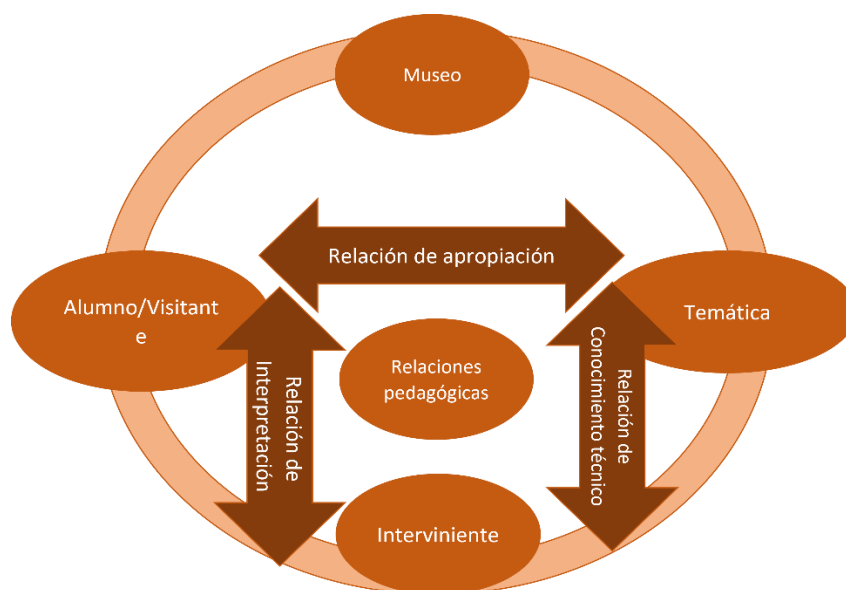 Museo
Relación de apropiación
Alumno/Visitant
e
Temática
Relaciones
pedagógicas
Relación de
Interpretación
Relación de
Conocimiento técnico
Interviniente